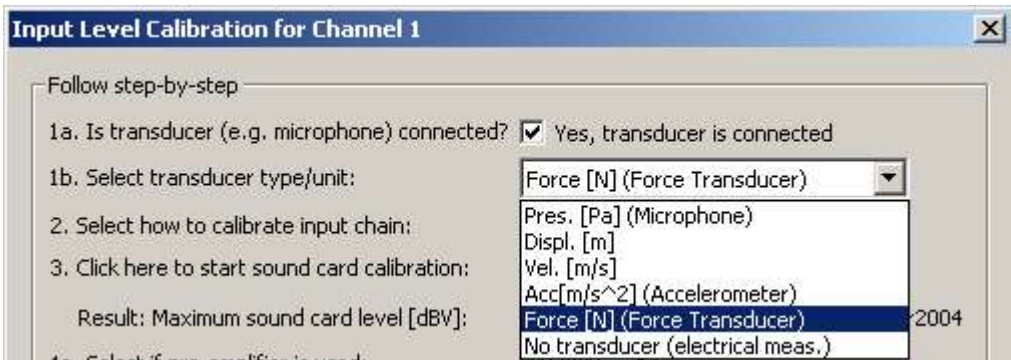 Input Level Calibration for Channel 1
Follow step-by-step
1a. Is transducer (e.g. microphone) connected? Yes, transducer is connected
1b. Select transducer type/unit: Force [N] (Force Transducer)
Pres. [Pa] (Microphone)
2. Select how to calibrate input chain:
Displ. [m]
Vel. [m/s]
3. Click here to start sound card calibration:
Acc[m/s^2] (Accelerometer)
Result: Maximum sound card level [dBV]: Force [N] (Force Transducer) 2004
No transducer (electrical meas.)